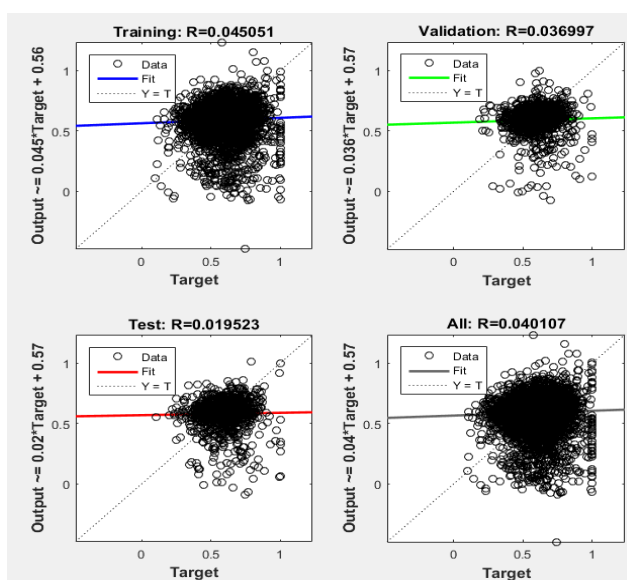 Training: R=0.045051
Output ~= 0.045*Target + 0.56
1
0.5
0
Data
Fit
Y = T
0 0.5 1
Target
Validation: R=0.036997
Output ~= 0.036*Target + 0.57
1
0.5
0
Data
Fit
Y = T
0 0.5 1
Target
Test: R=0.019523
Output ~= 0.02*Target + 0.57
1
0.5
0
Data
Fit
Y = T
0 0.5 1
Target
All: R=0.040107
Output ~= 0.04*Target + 0.57
1
0.5
0
Data
Fit
Y = T
0 0.5 1
Target